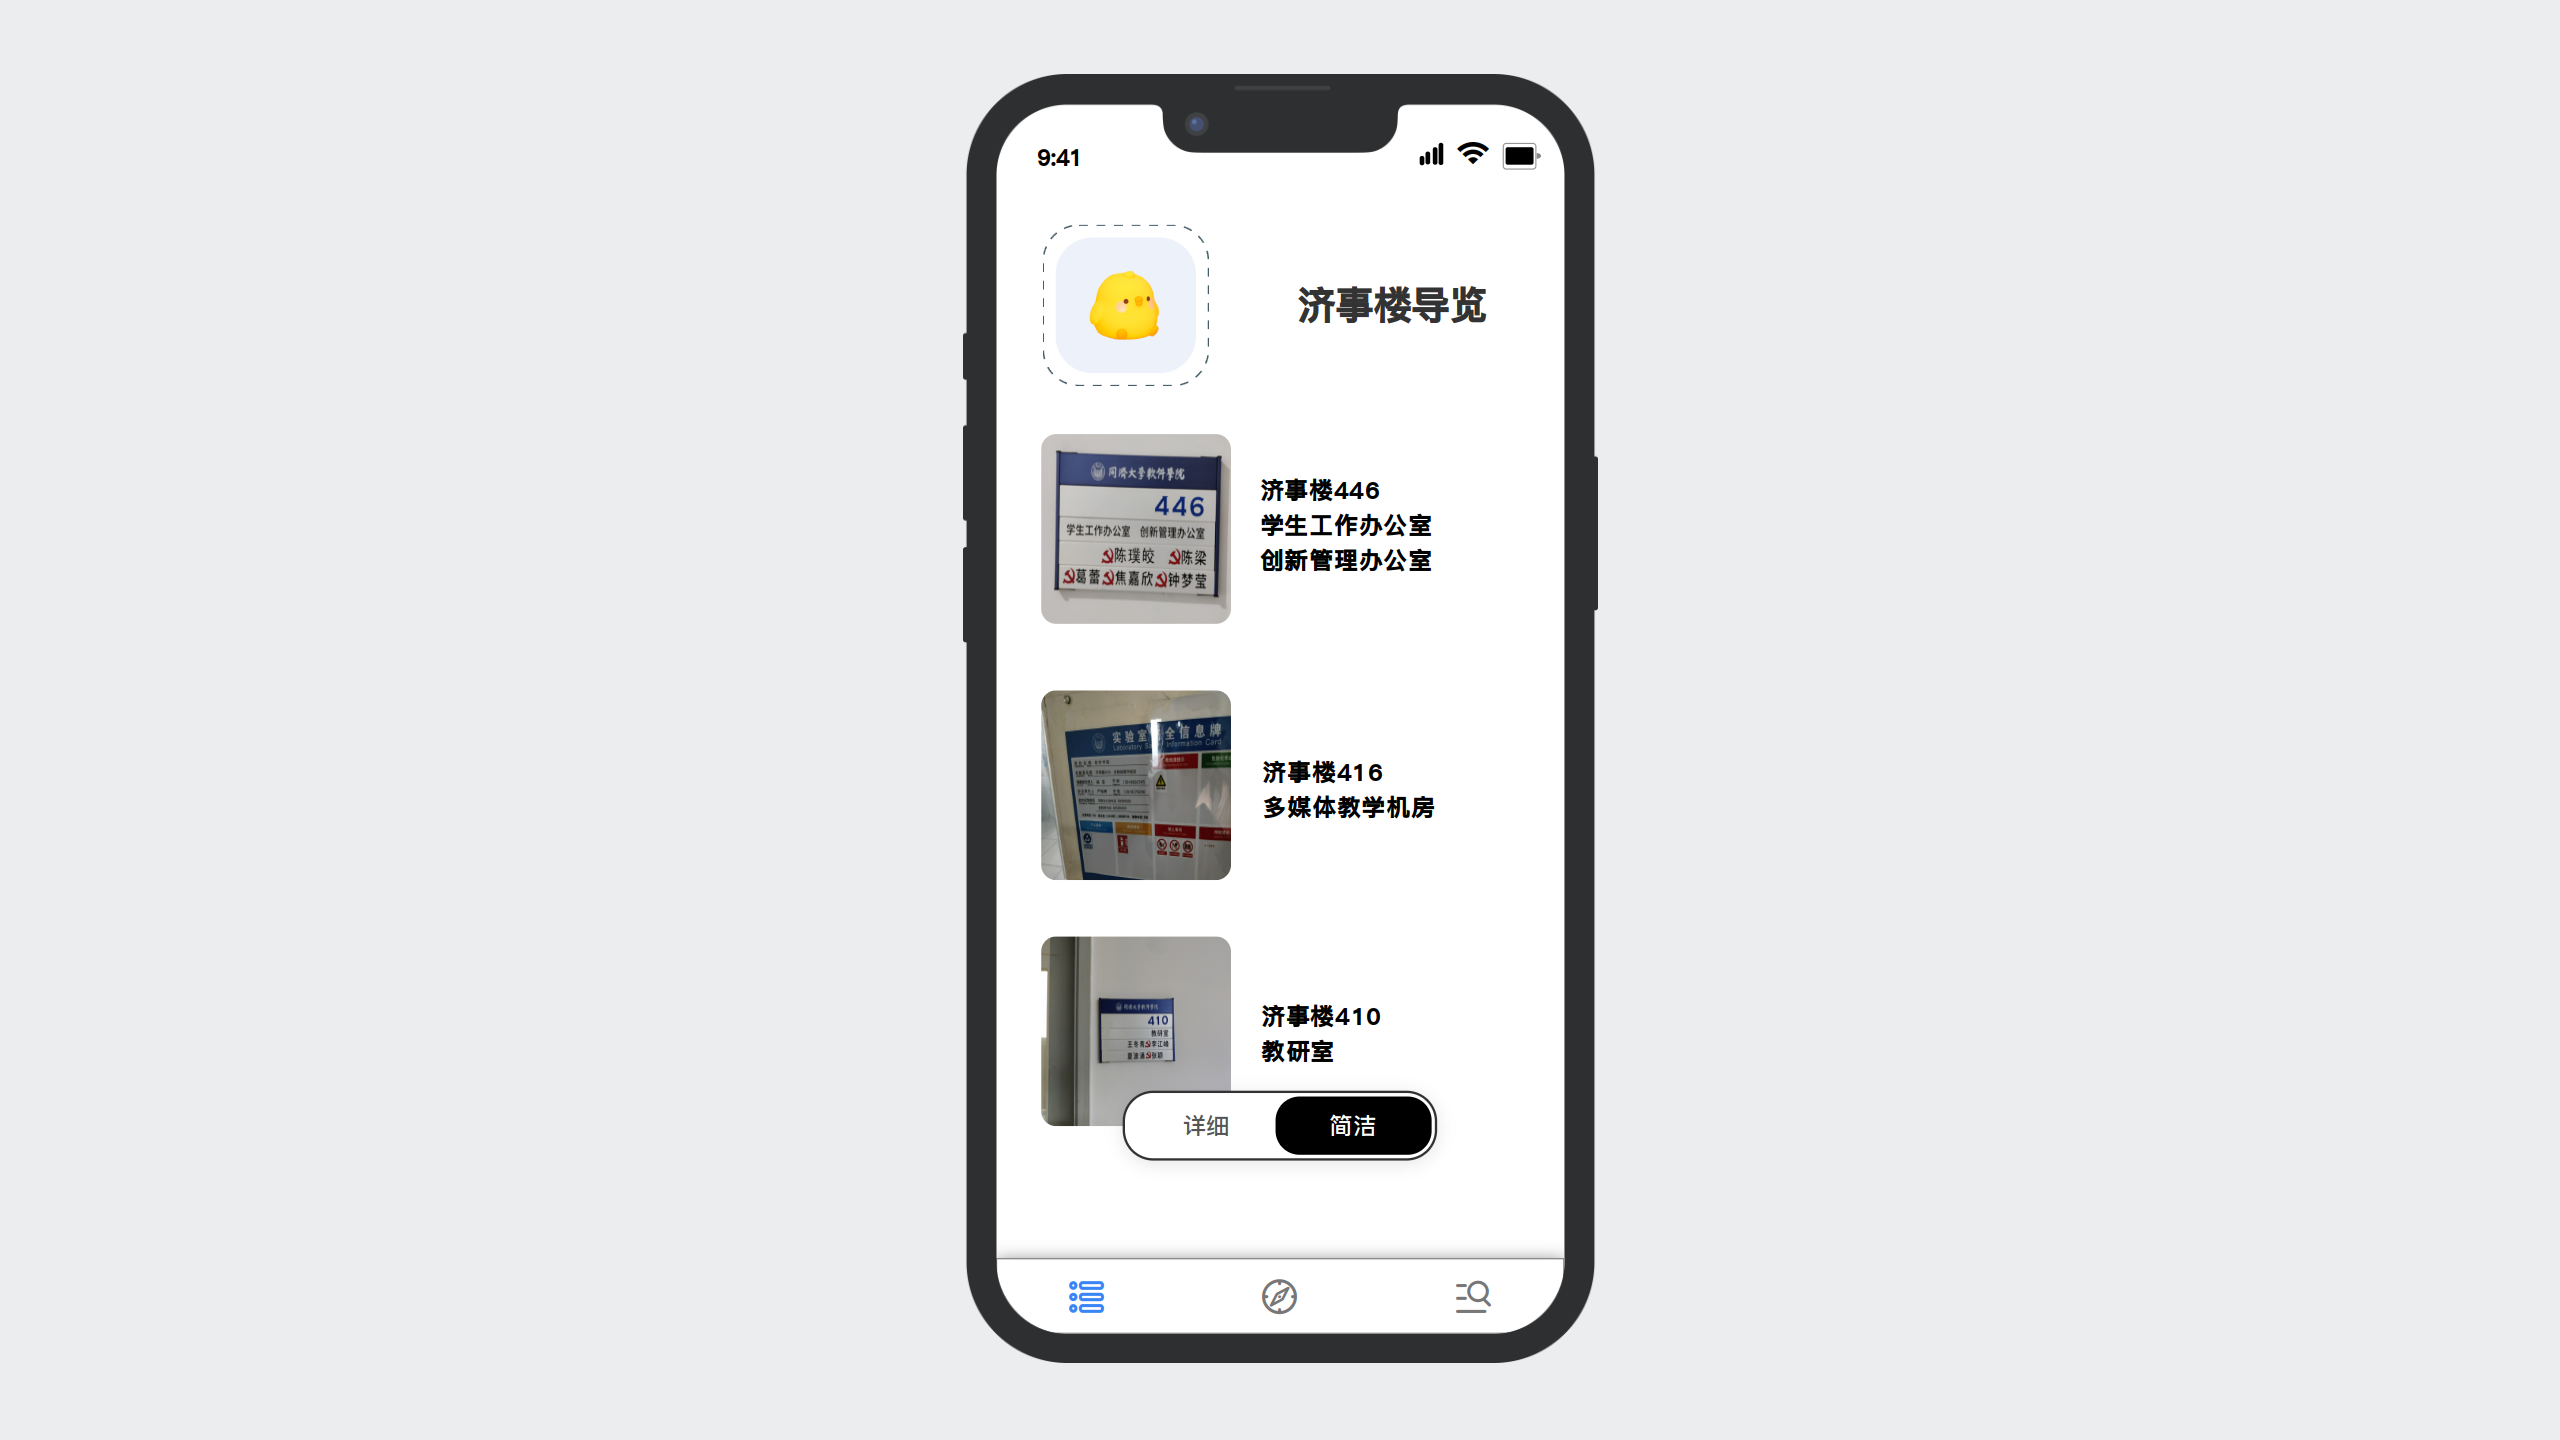 9:41
济事楼导览
同济大学软件学院
446
学生工作办公室 创新管理办公室
陈璞皎 陈梁
葛蕾 焦嘉欣 钟梦莹
济事楼446
学生工作办公室
创新管理办公室
实验室 全信息牌
Information Card
济事楼416
多媒体教学机房
410
教研室
济事楼410
教研室
详细 简洁